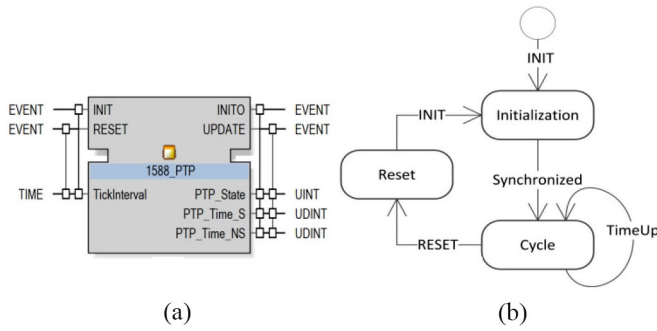 INIT
EVENT INIT INITO EVENT
EVENT RESET UPDATE EVENT
1588_PTP
TIME TickInterval PTP_State UINT
PTP_Time_S UDINT
PTP_Time_NS UDINT
Initialization
INIT
Reset
Synchronized
RESET
Cycle
TimeUp
(a)
(b)